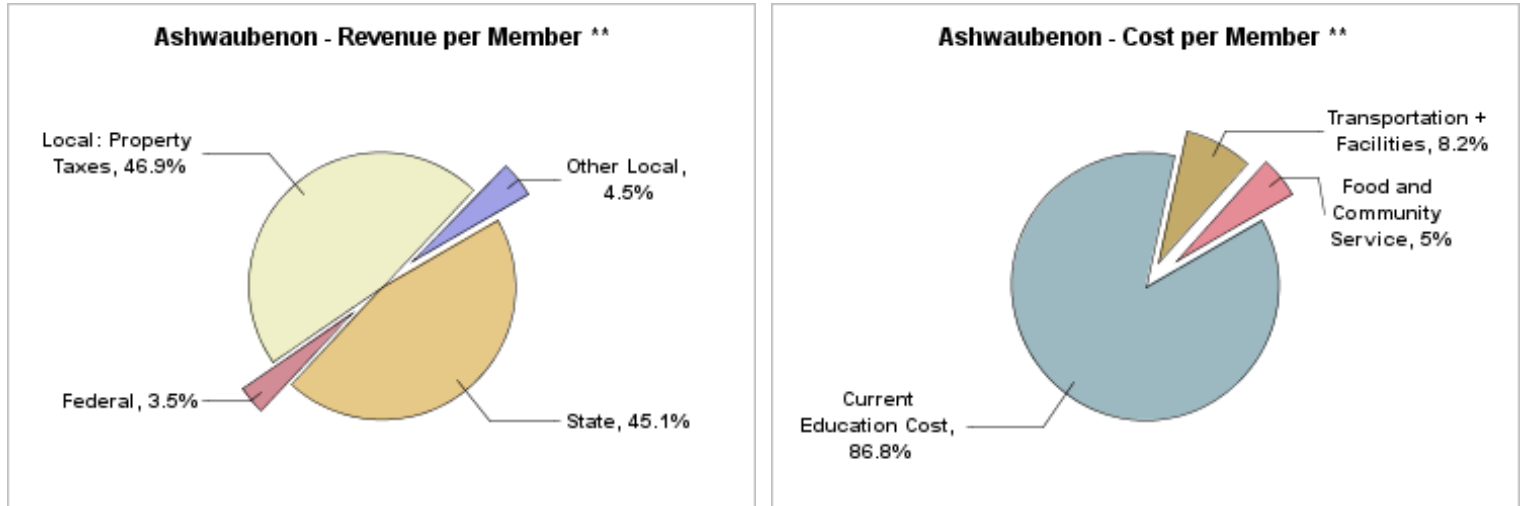 Ashwaubenon - Revenue per Member **
Local: Property
Taxes, 46.9%
Other Local,
4.5%
Federal, 3.5%
State, 45.1%
Ashwaubenon - Cost per Member **
Transportation +
Facilities, 8.2%
Food and
Community
Service, 5%
Current
Education Cost,
86.8%